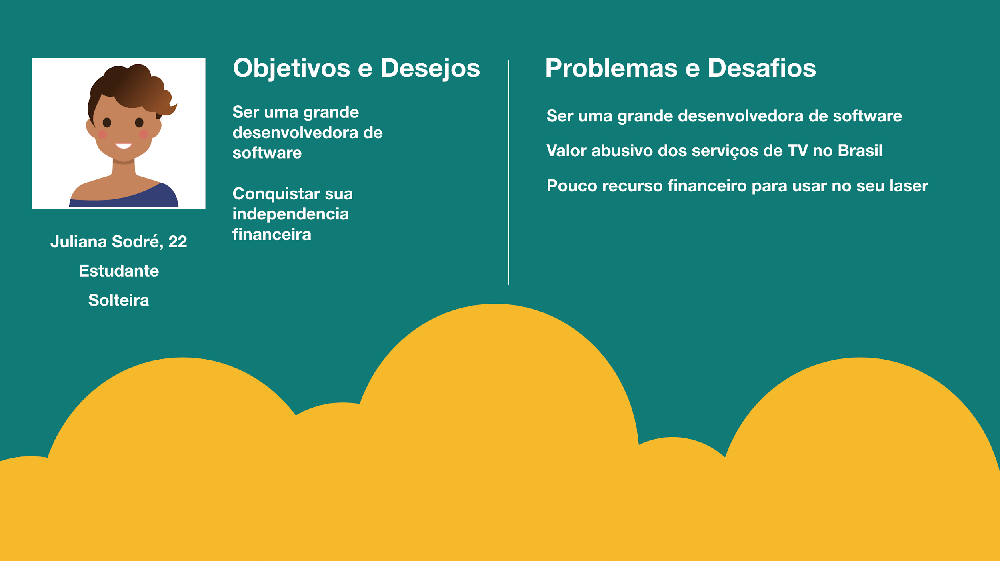 Juliana Sodré, 22
Estudante
Solteira
Objetivos e Desejos
Ser uma grande
desenvolvedora de
software
Conquistar sua
independencia
financeira
Problemas e Desafios
Ser uma grande desenvolvedora de software
Valor abusivo dos serviços de TV no Brasil
Pouco recurso financeiro para usar no seu laser